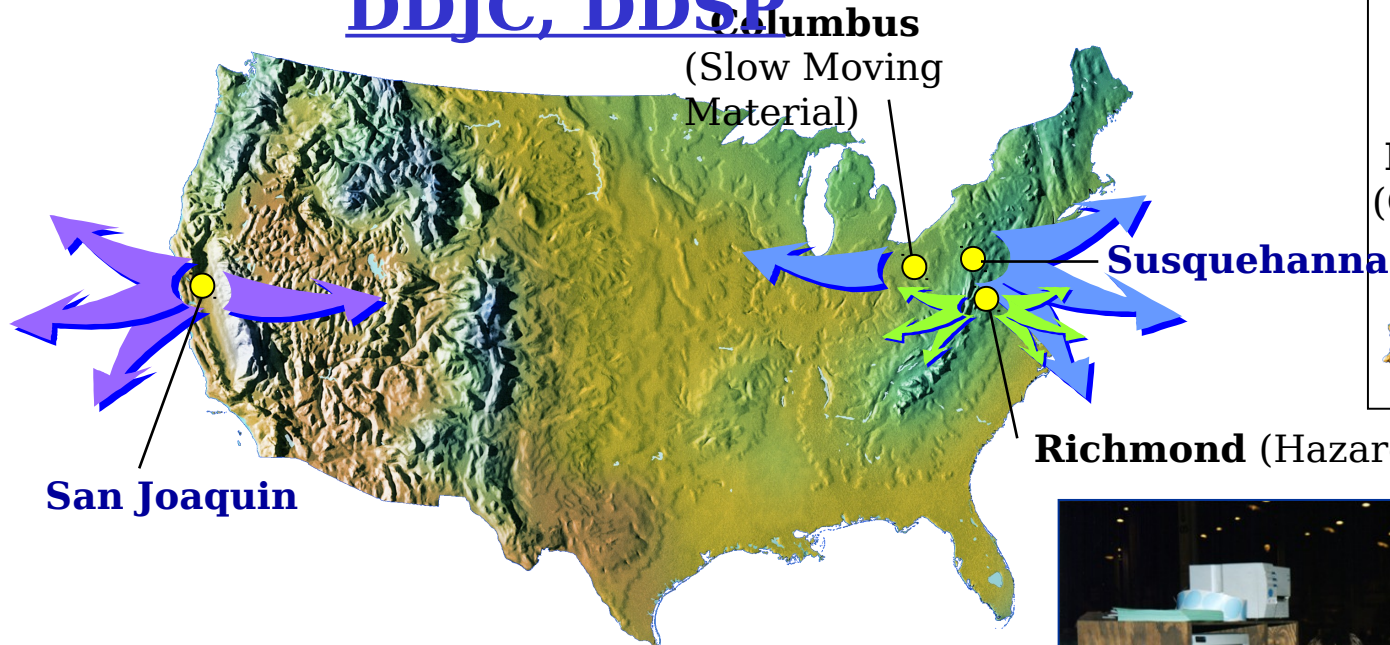 DDJC, DDSP
Columbus
(Slow Moving
Material)
Susquehanna
Richmond (Hazar
San Joaquin